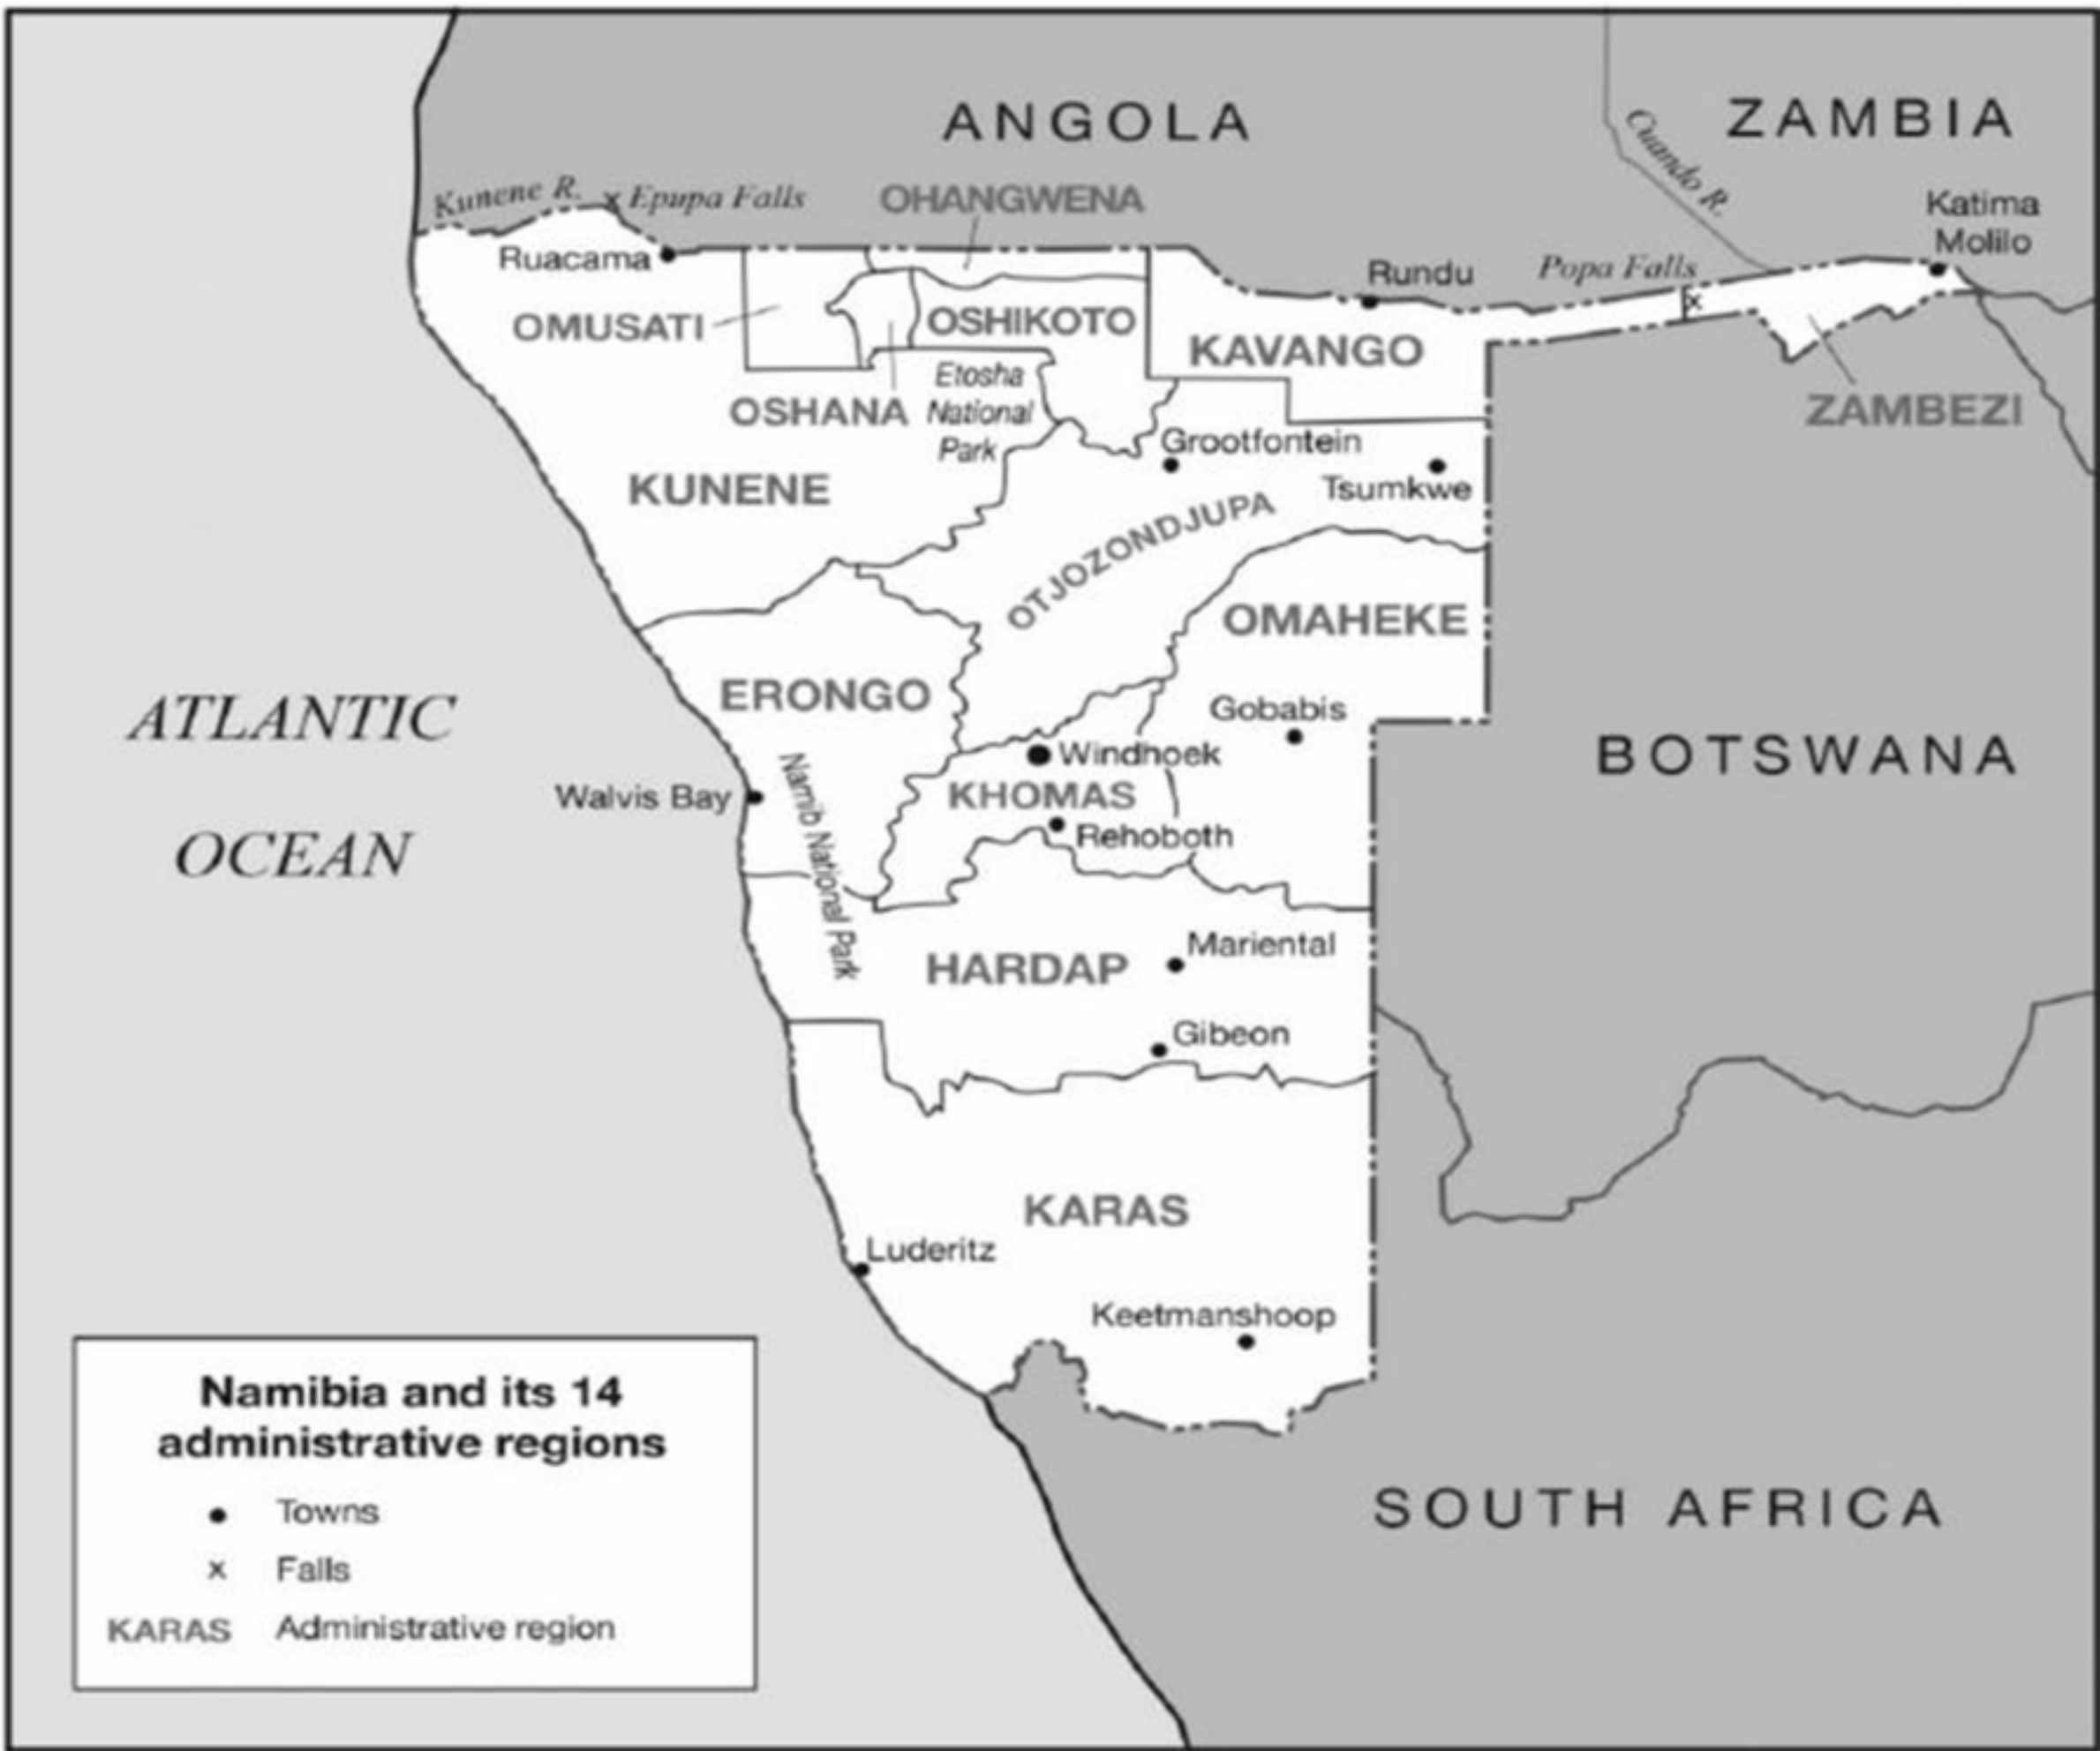 ANGOLA
ZAMBIA
Cuando R.
Kunene R.
Epupa Falls
OHANGWENA
Katima
Molilo
Ruacama
Rundu
Popa Falls
OMUSATI
OSHIKOTO
KAVANGO
Etosha
National
Park
OSHANA
ZAMBEZI
Grootfontein
KUNENE
Tsumkwe
OTJOZONDJUPA
OMAHEKE
ERONGO
Gobabis
ATLANTIC
OCEAN
Windhoek
BOTSWANA
Walvis Bay
Namib National Park
KHOMAS
Rehoboth
Mariental
HARDAP
Gibeon
KARAS
Luderitz
Keetmanshoop
SOUTH AFRICA
Namibia and its 14
administrative regions
Towns
x Falls
KARAS Administrative region